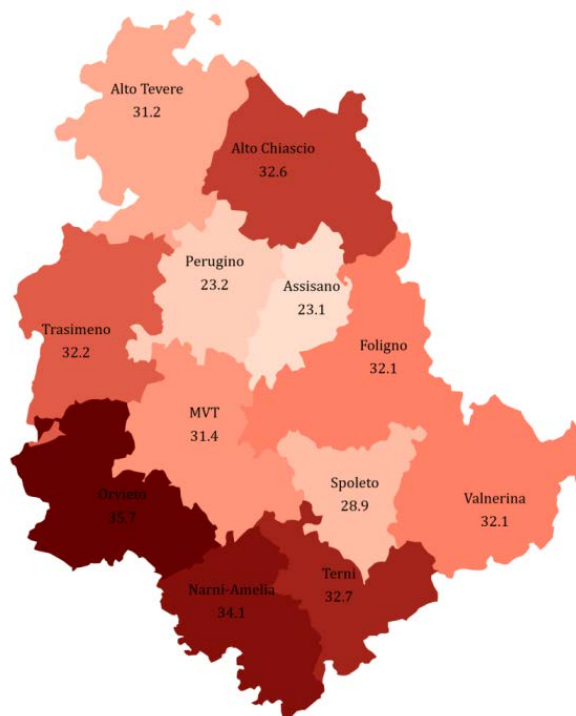 Alto Tevere
31.2
Alto Chiascio
32.6
Perugino
23.2
Assisano
23.1
Trasimeno
32.2
Foligno
32.1
MVT
31.4
Spoleto
28.9
Valnerina
32.1
Orvieto
35.7
Terni
32.7
Narni-Amelia
34.1